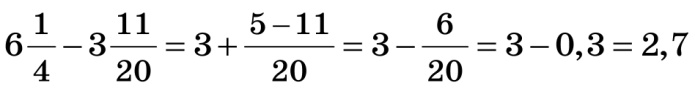 6 1/4 − 3 11/20 = 3 + (5 − 11)/20 = 3 − 6/20 = 3 − 0,3 = 2,7